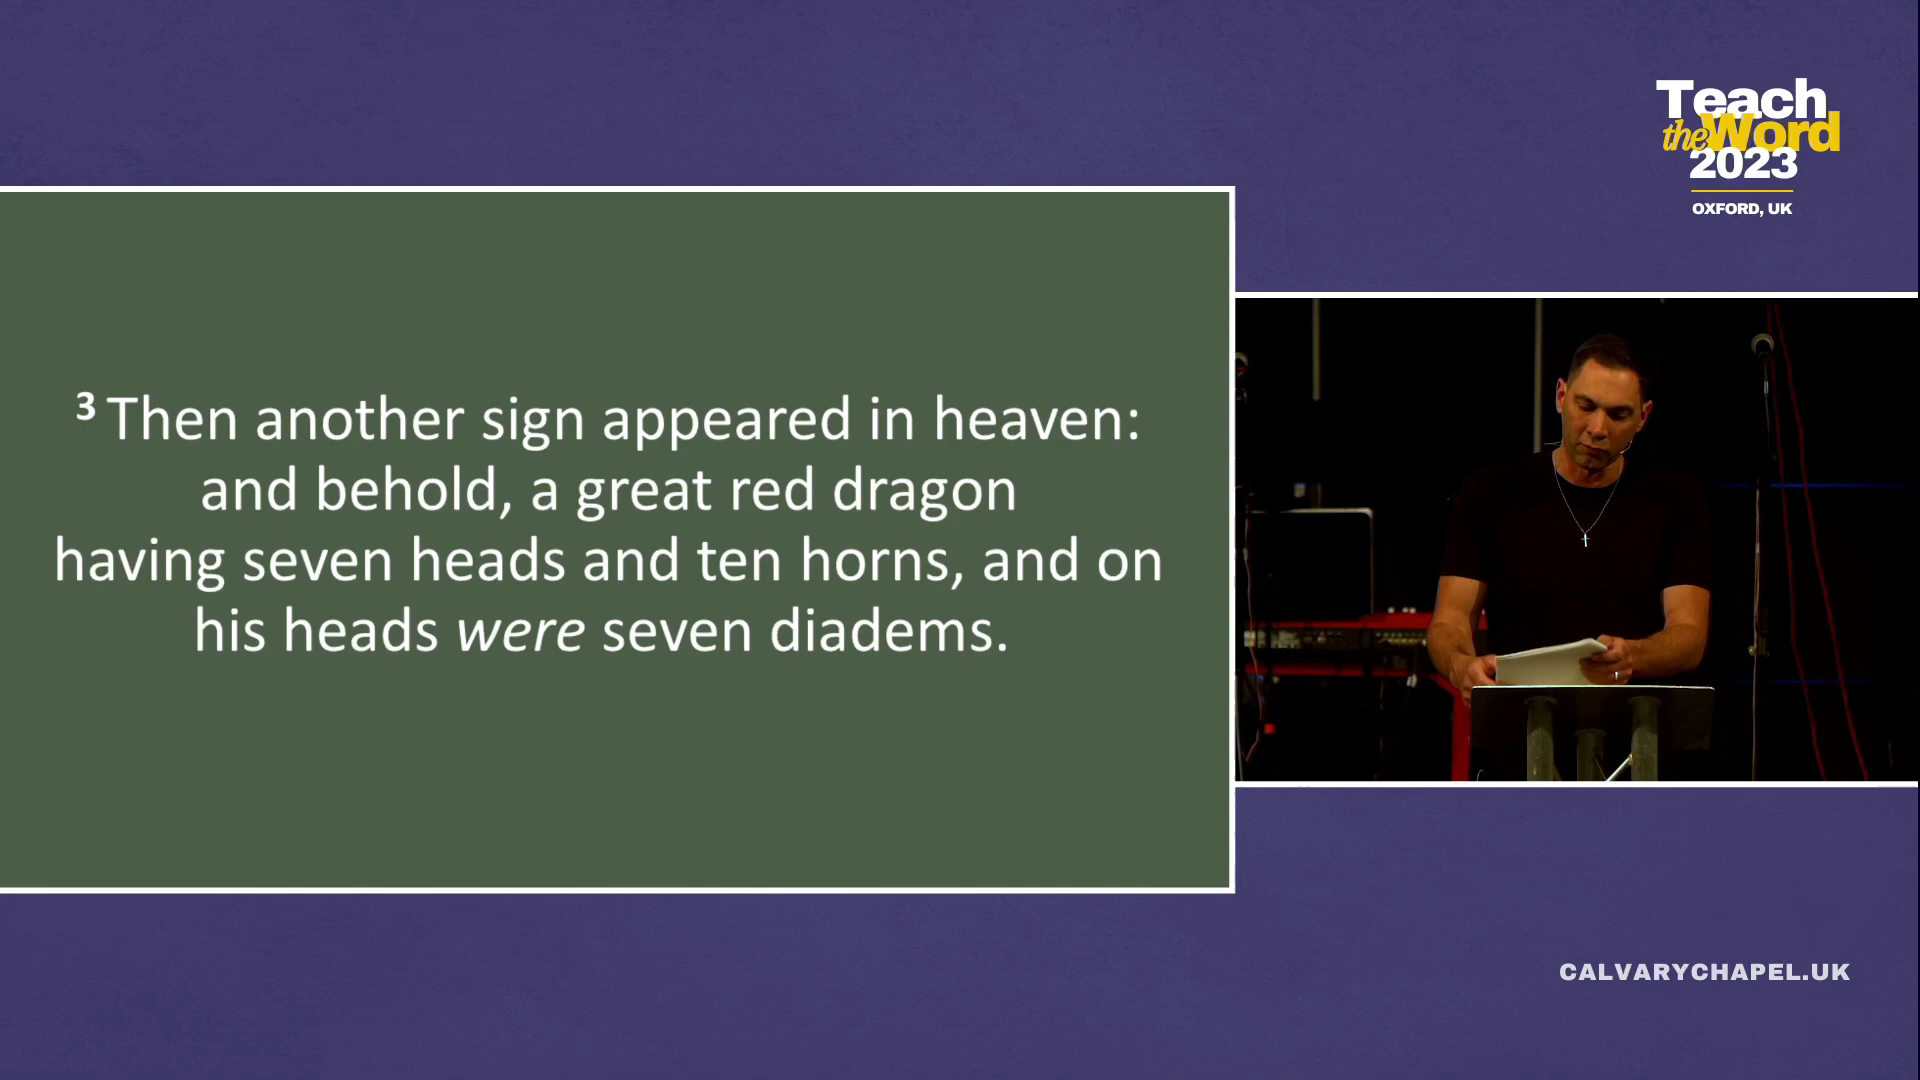 Teach
the Word
2023
OXFORD, UK
3 Then another sign appeared in heaven:
and behold, a great red dragon
having seven heads and ten horns, and on
his heads were seven diadems.
CALVARYCHAPEL.UK